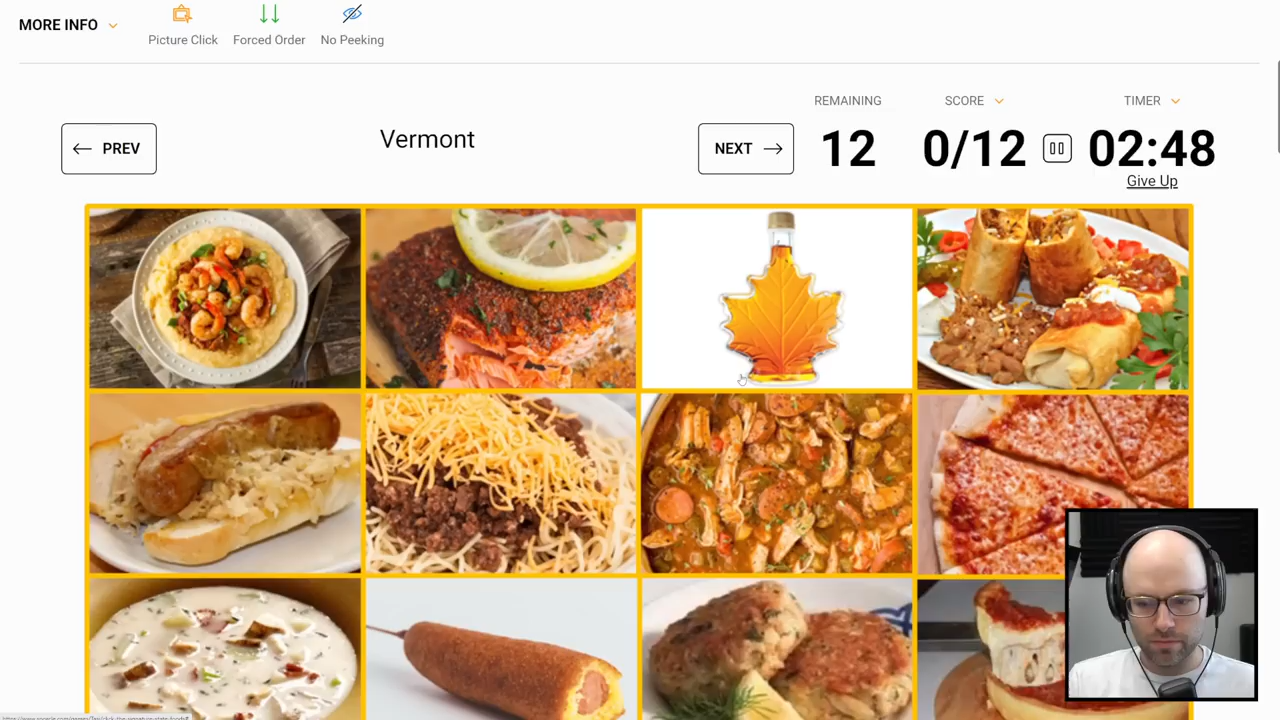 MORE INFO
Picture Click
Forced Order
No Peeking
REMAINING
SCORE
TIMER
← PREV
Vermont
NEXT →
12
0/12
02:48
Give Up